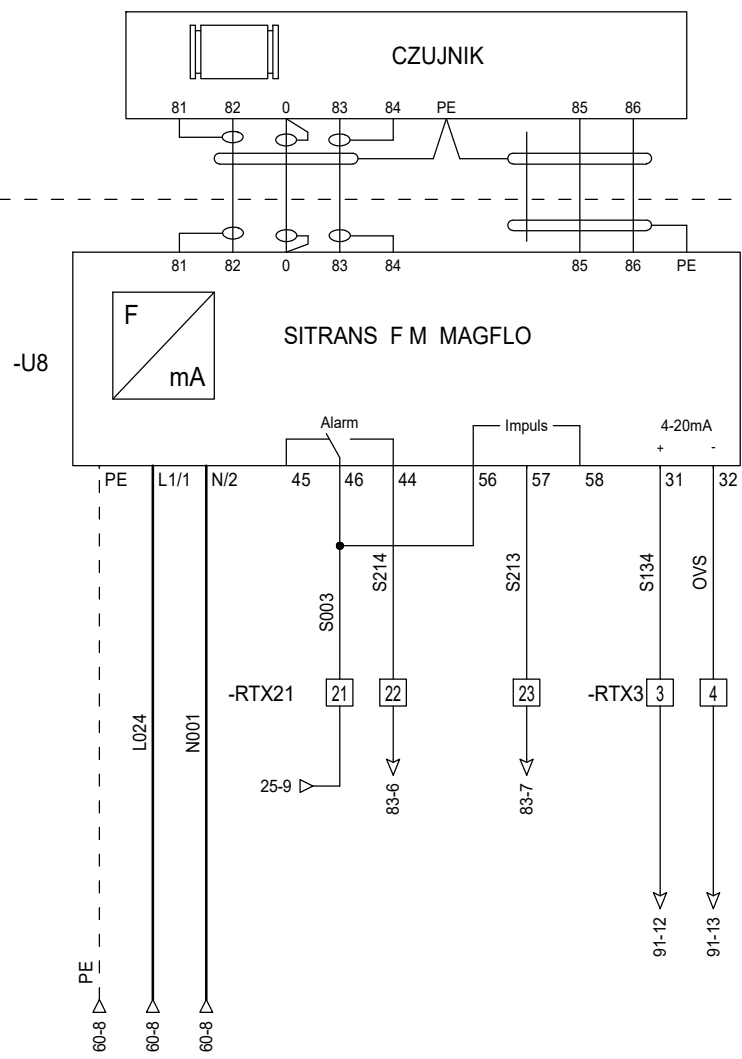 CZUJNIK
81 82 0 83 84 PE 85 86
81 82 0 83 84 85 86 PE
F
mA
SITRANS F M MAGFLO
-U8
Alarm
Impuls
4-20mA
+ -
PE L1/1 N/2 45 46 44 56 57 58 31 32
S003
S214
S213
S134
OVS
-RTX21 21 22 23 -RTX3 3 4
L024
N001
25-9
83-6
83-7
91-12
91-13
PE
60-8
60-8
60-8